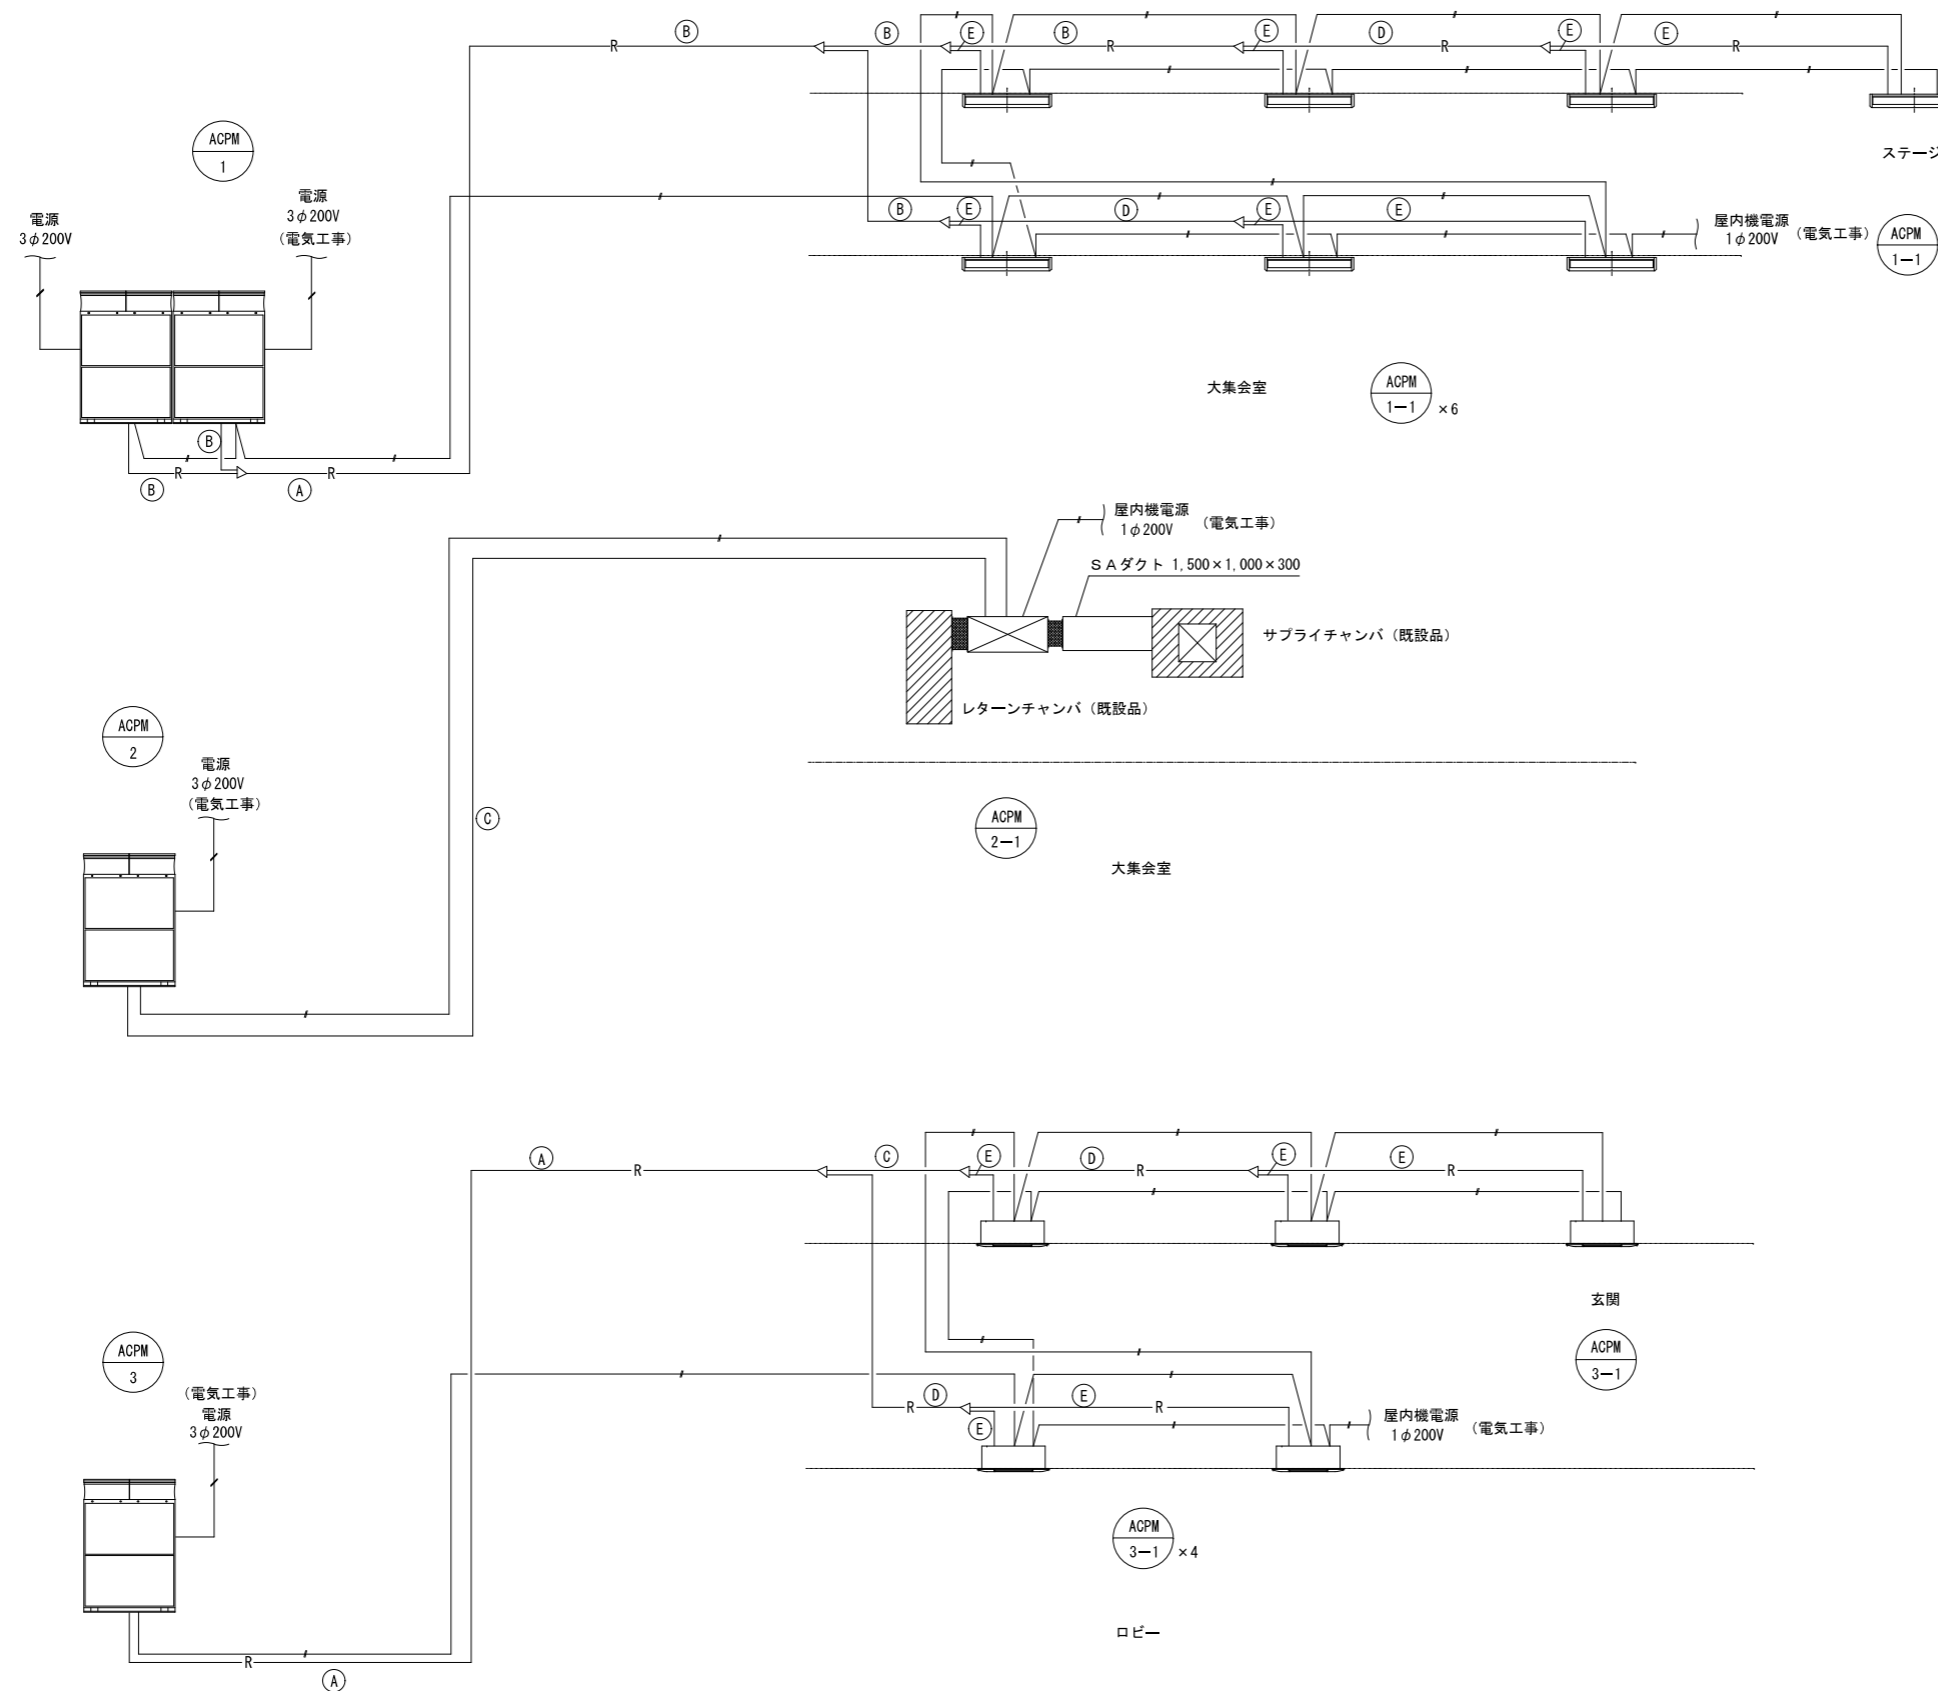 B
B
E
B
E
D
E
E
R
R
R
R
ACPM
1
ステージ
電源
3φ200V
電源
3φ200V
(電気工事)
B
E
D
E
E
屋内機電源
1φ200V
(電気工事)
ACPM
1-1
大集会室
ACPM
1-1
×6
B
R
R
B
A
屋内機電源
1φ200V
(電気工事)
SAダクト 1,500×1,000×300
サプライチャンバ(既設品)
レターンチャンバ(既設品)
ACPM
2
電源
3φ200V
(電気工事)
C
ACPM
2-1
大集会室
A
R
C
E
D
R
E
E
R
玄関
ACPM
3-1
ACPM
3
(電気工事)
電源
3φ200V
D
R
E
E
R
屋内機電源
1φ200V
(電気工事)
ACPM
3-1
×4
ロビー
R
A